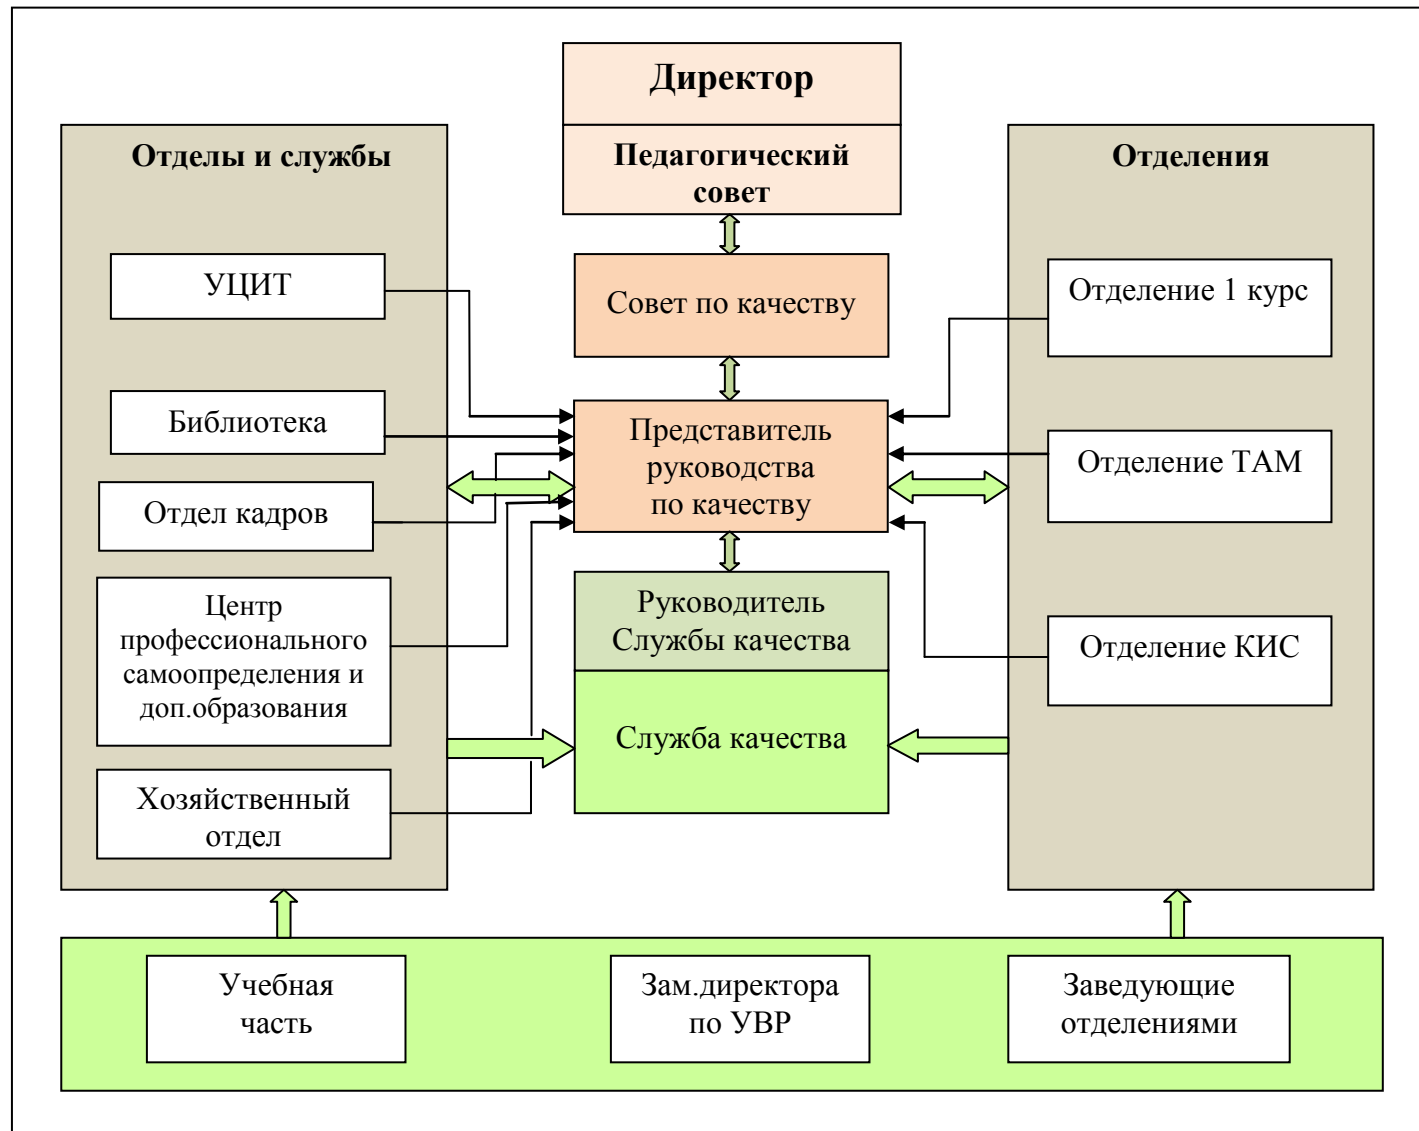 Директор
Педагогический
совет
Отделы и службы
УЦИТ
Библиотека
Отдел кадров
Центр
профессионального
самоопределения и
доп.образования
Хозяйственный
отдел
Совет по качеству
Представитель
руководства
по качеству
Руководитель
Службы качества
Служба качества
Отделения
Отделение 1 курс
Отделение ТАМ
Отделение КИС
Учебная
часть
Зам.директора
по УВР
Заведующие
отделениями